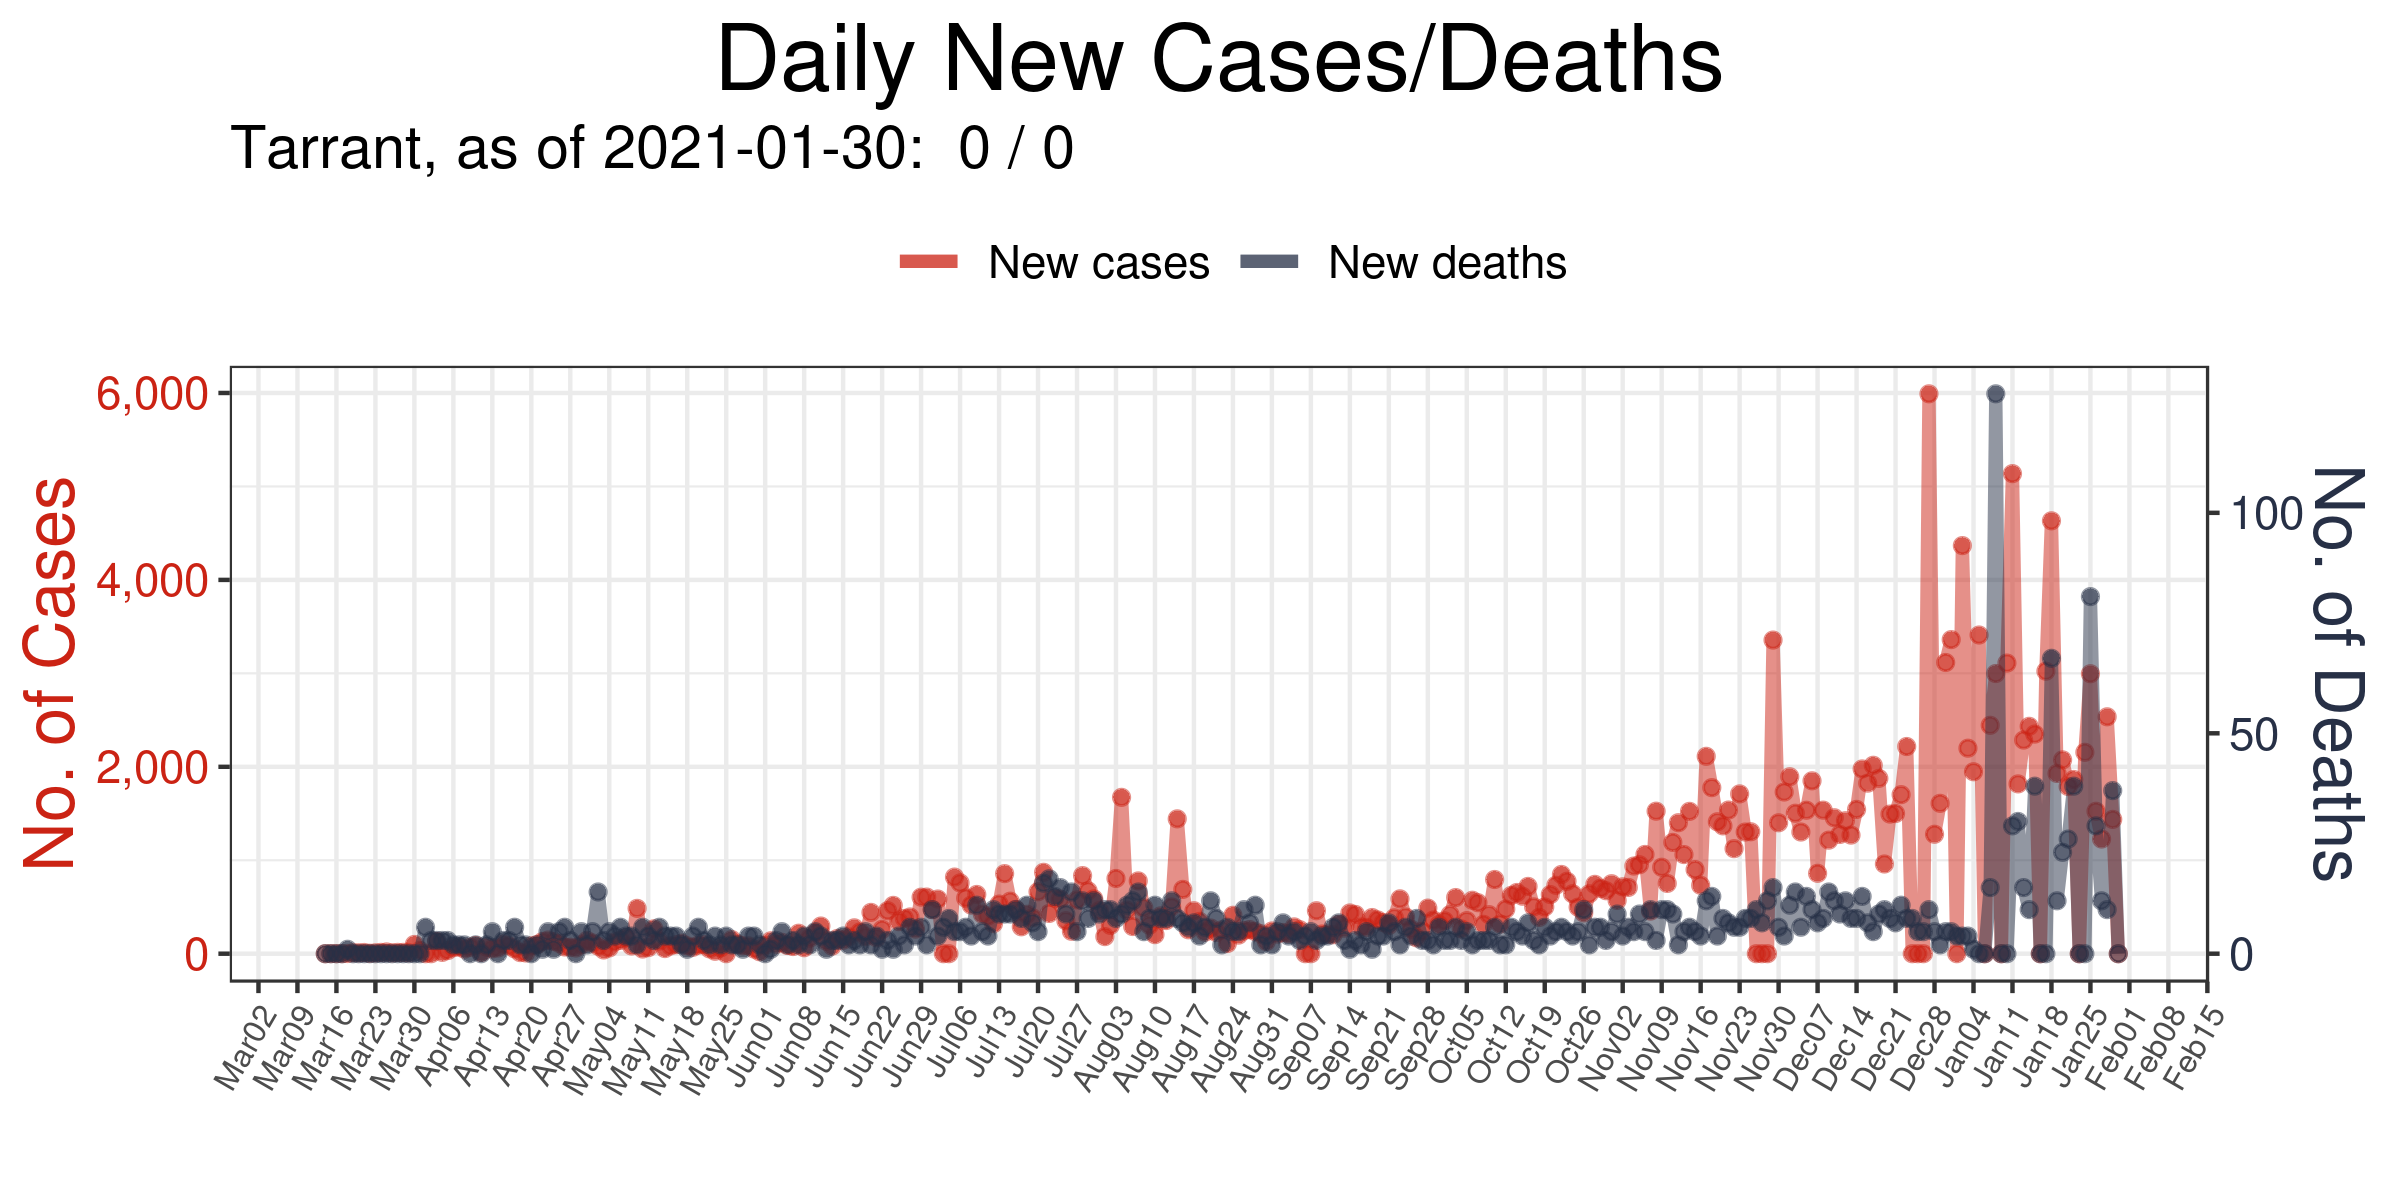 Daily New Cases/Deaths
Tarrant, as of 2021-01-30:  0 / 0
New cases
New deaths
No. of Cases
6,000
4,000
2,000
0
No. of Deaths
100
50
0
Mar02
Mar09
Mar16
Mar23
Mar30
Apr06
Apr13
Apr20
Apr27
May04
May11
May18
May25
Jun01
Jun08
Jun15
Jun22
Jun29
Jul06
Jul13
Jul20
Jul27
Aug03
Aug10
Aug17
Aug24
Aug31
Sep07
Sep14
Sep21
Sep28
Oct05
Oct12
Oct19
Oct26
Nov02
Nov09
Nov16
Nov23
Nov30
Dec07
Dec14
Dec21
Dec28
Jan04
Jan11
Jan18
Jan25
Feb01
Feb08
Feb15